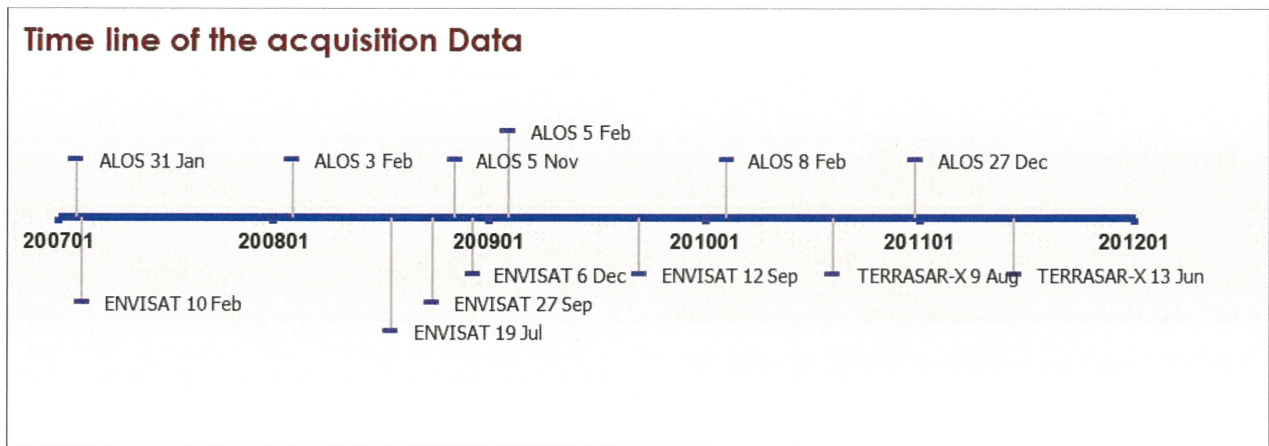 Time line of the acquisition Data
ALOS 5 Feb
ALOS 31 Jan
ALOS 3 Feb
ALOS 5 Nov
ALOS 8 Feb
ALOS 27 Dec
200701
200801
200901
201001
201101
201201
ENVISAT 6 Dec
ENVISAT 12 Sep
TERRASAR-X 9 Aug
TERRASAR-X 13 Jun
ENVISAT 10 Feb
ENVISAT 27 Sep
ENVISAT 19 Jul